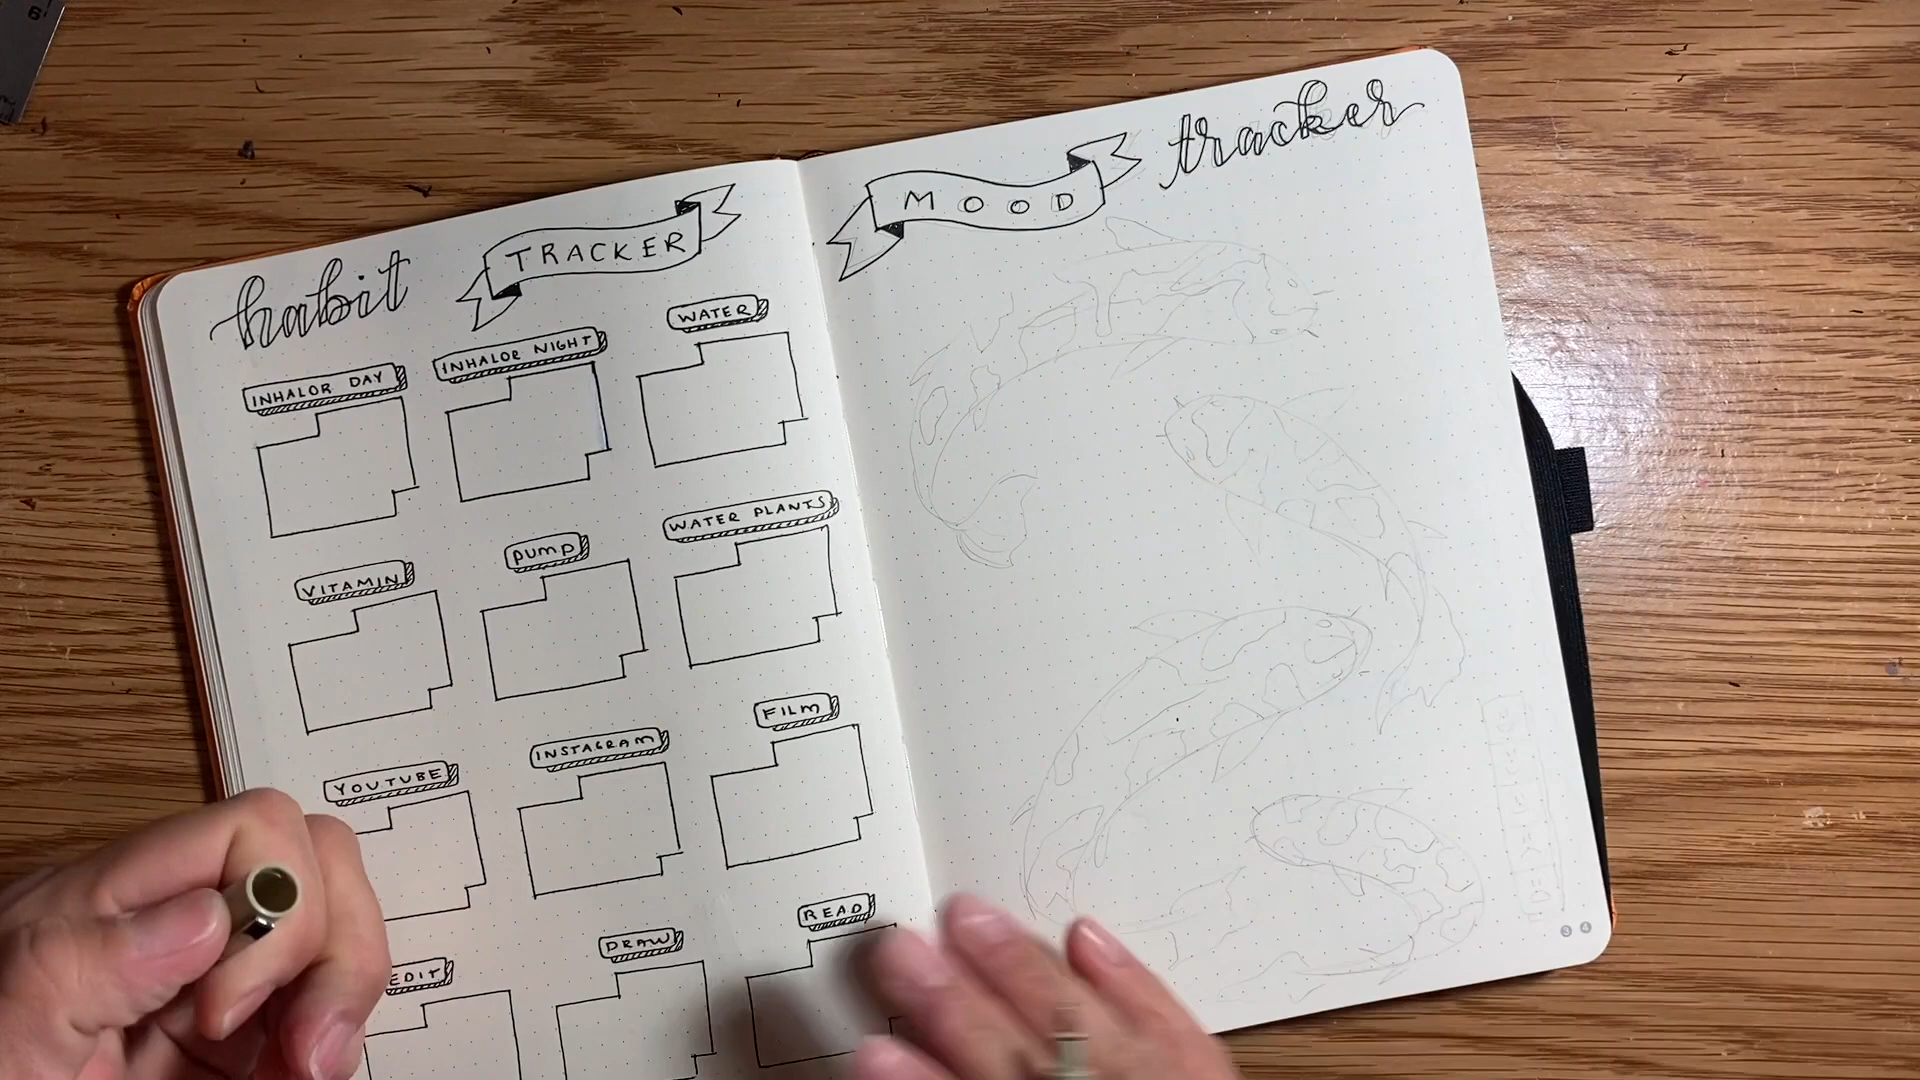 habit TRACKER
INHALOR DAY
INHALOR NIGHT
WATER
VITAMIN
PUMP
WATER PLANTS
YOUTUBE
INSTAGRAM
FILM
EDIT
DRAW
READ
MOOD tracker
34